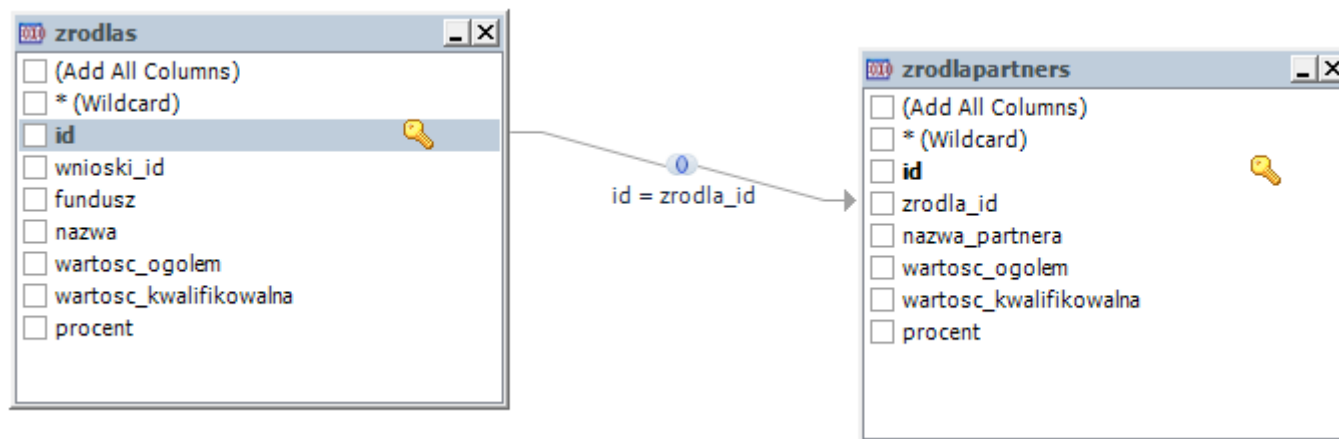 zrodlas
(Add All Columns)
* (Wildcard)
id
wnioski_id
fundusz
nazwa
wartosc_ogolem
wartosc_kwalifikowalna
procent
id = zrodla_id
zrodlapartners
(Add All Columns)
* (Wildcard)
id
zrodla_id
nazwa_partnera
wartosc_ogolem
wartosc_kwalifikowalna
procent